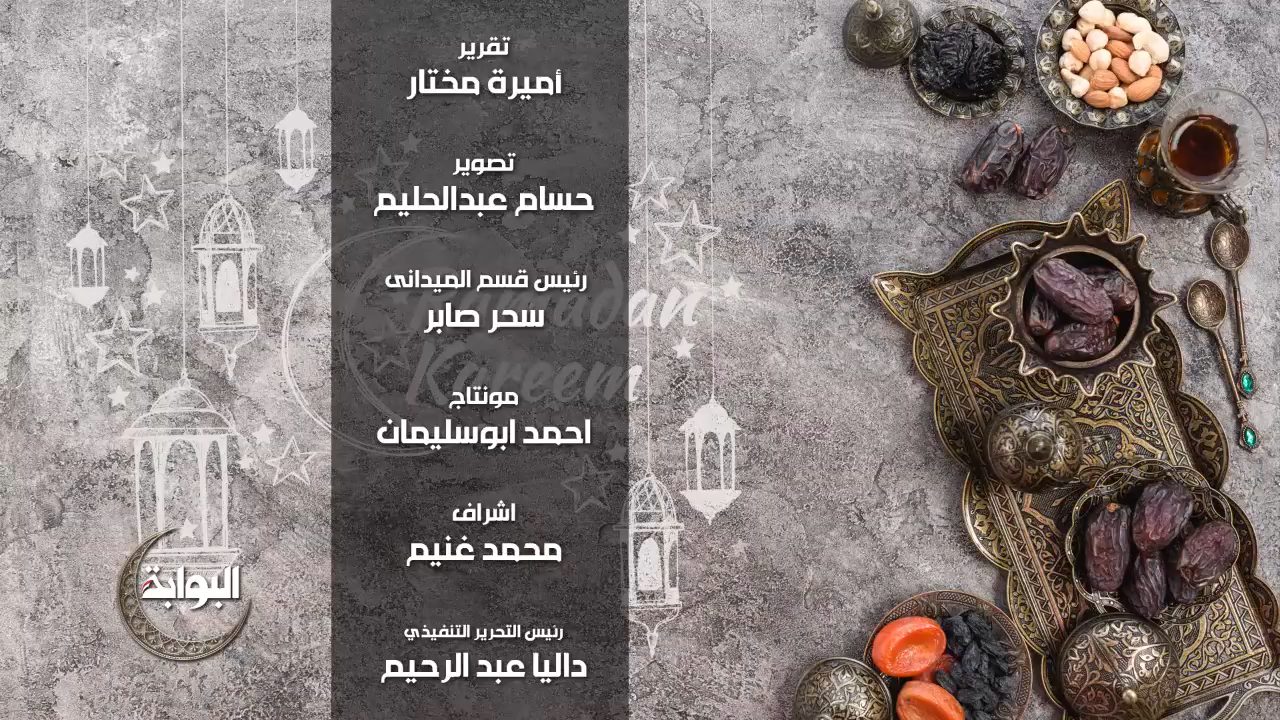 تقرير
أميرة مختار
تصوير
حسام عبدالحليم
رئيس قسم الميدانى
سحر صابر
Ramadan
Kareem
مونتاج
احمد ابوسليمان
اشراف
محمد غنيم
البوابة
رئيس التحرير التنفيذي
داليا عبد الرحيم